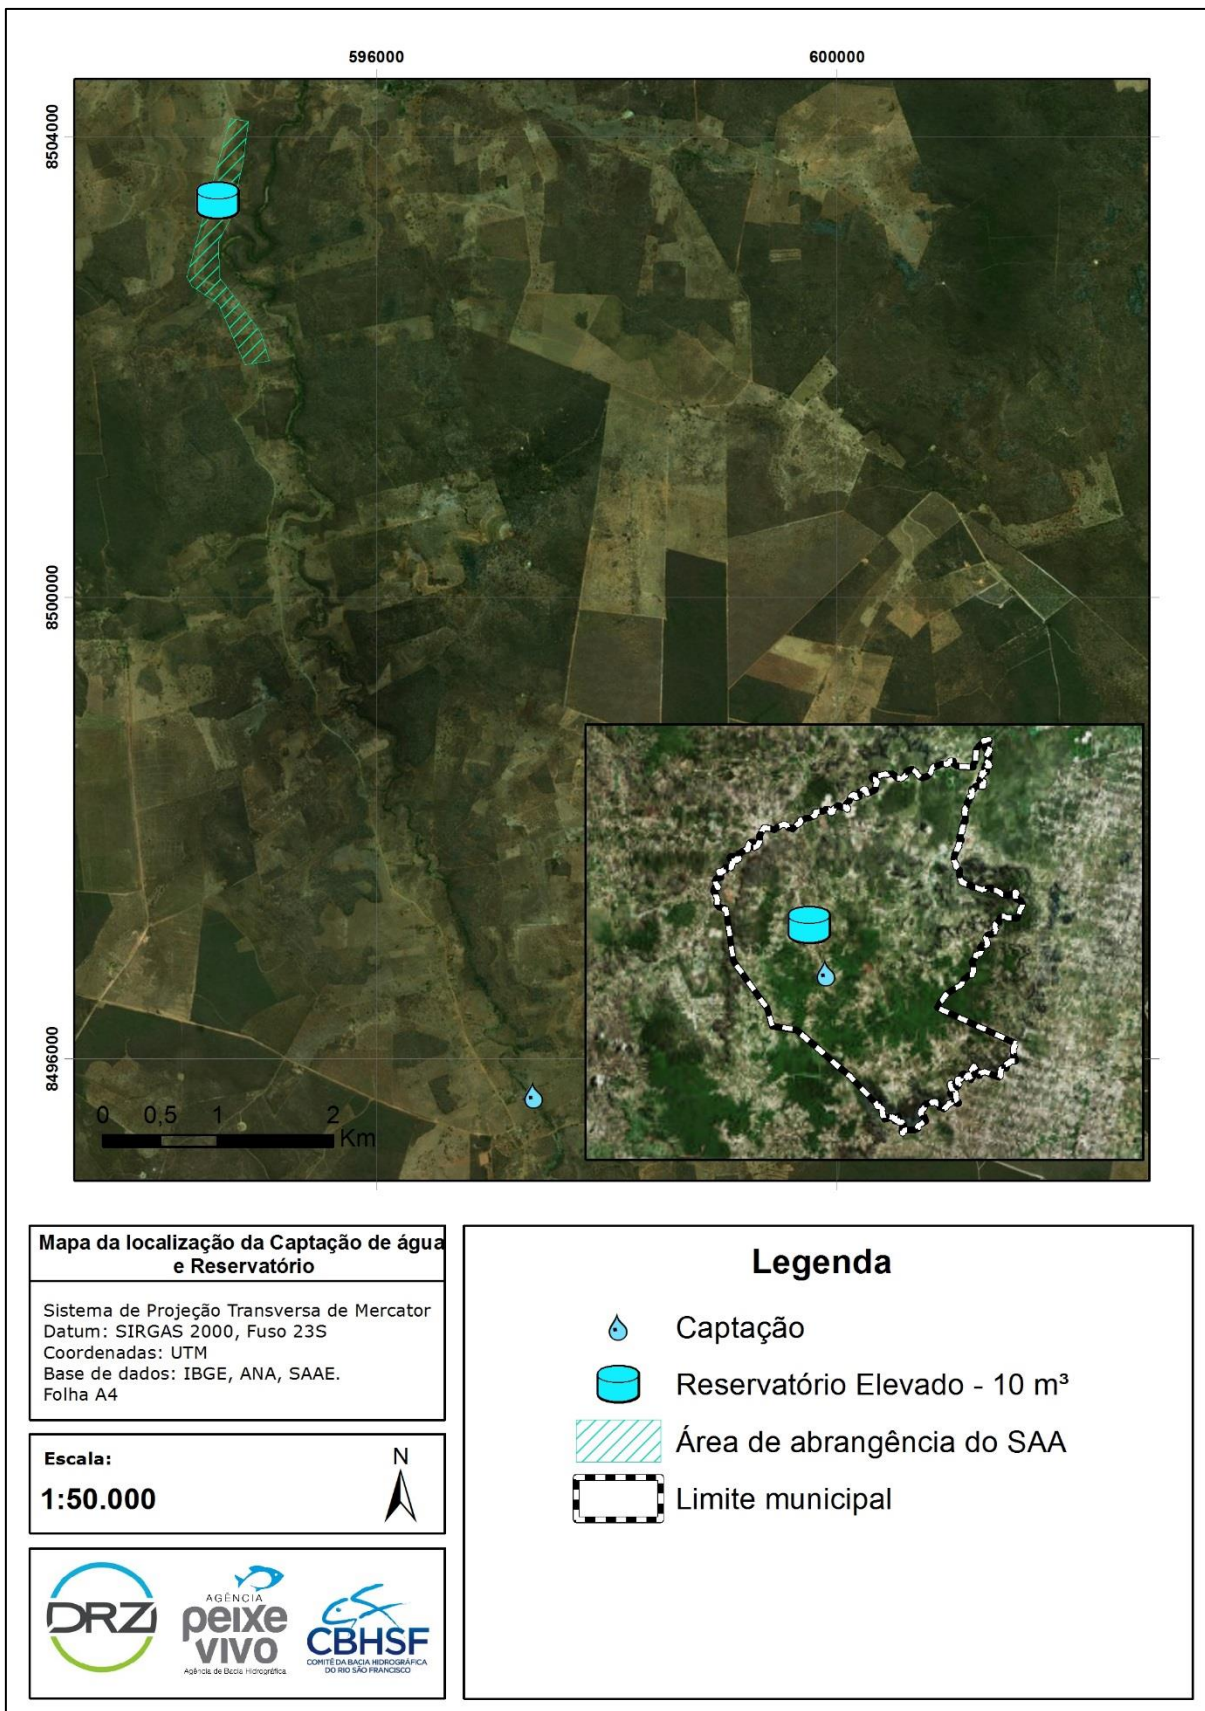 596000
600000
8504000
8500000
8496000
0 0,5 1 2
Km
Mapa da localização da Captação de água
e Reservatório
Sistema de Projeção Transversa de Mercator
Datum: SIRGAS 2000, Fuso 23S
Coordenadas: UTM
Base de dados: IBGE, ANA, SAAE.
Folha A4
Escala:
1:50.000
N
DRZ
AGÊNCIA
peixe
VIVO
Agência de Bacia Hidrográfica
CBHSF
COMITÊ DA BACIA HIDROGRÁFICA
DO RIO SÃO FRANCISCO
Legenda
Captação
Reservatório Elevado - 10 m³
Área de abrangência do SAA
Limite municipal